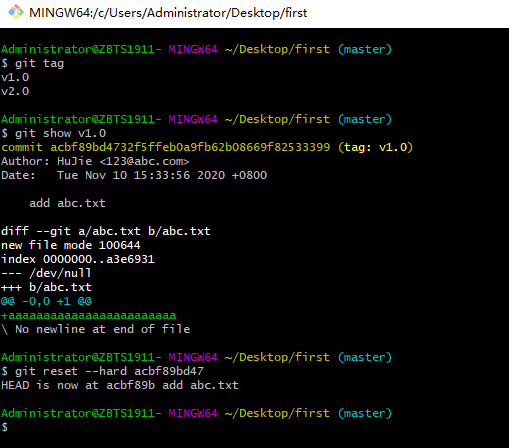 MINGW64:/c/Users/Administrator/Desktop/first
Administrator@ZBTS1911- MINGW64 ~/Desktop/first (master)
$ git tag
v1.0
v2.0
Administrator@ZBTS1911- MINGW64 ~/Desktop/first (master)
$ git show v1.0
commit acbf89bd4732f5ffeb0a9fb62b08669f82533399 (tag: v1.0)
Author: HuJie <123@abc.com>
Date:   Tue Nov 10 15:33:56 2020 +0800
    add abc.txt
diff --git a/abc.txt b/abc.txt
new file mode 100644
index 0000000..a3e6931
--- /dev/null
+++ b/abc.txt
@@ -0,0 +1 @@
+aaaaaaaaaaaaaaaaaaaaaaaa
\ No newline at end of file
Administrator@ZBTS1911- MINGW64 ~/Desktop/first (master)
$ git reset --hard acbf89bd47
HEAD is now at acbf89b add abc.txt
Administrator@ZBTS1911- MINGW64 ~/Desktop/first (master)
$